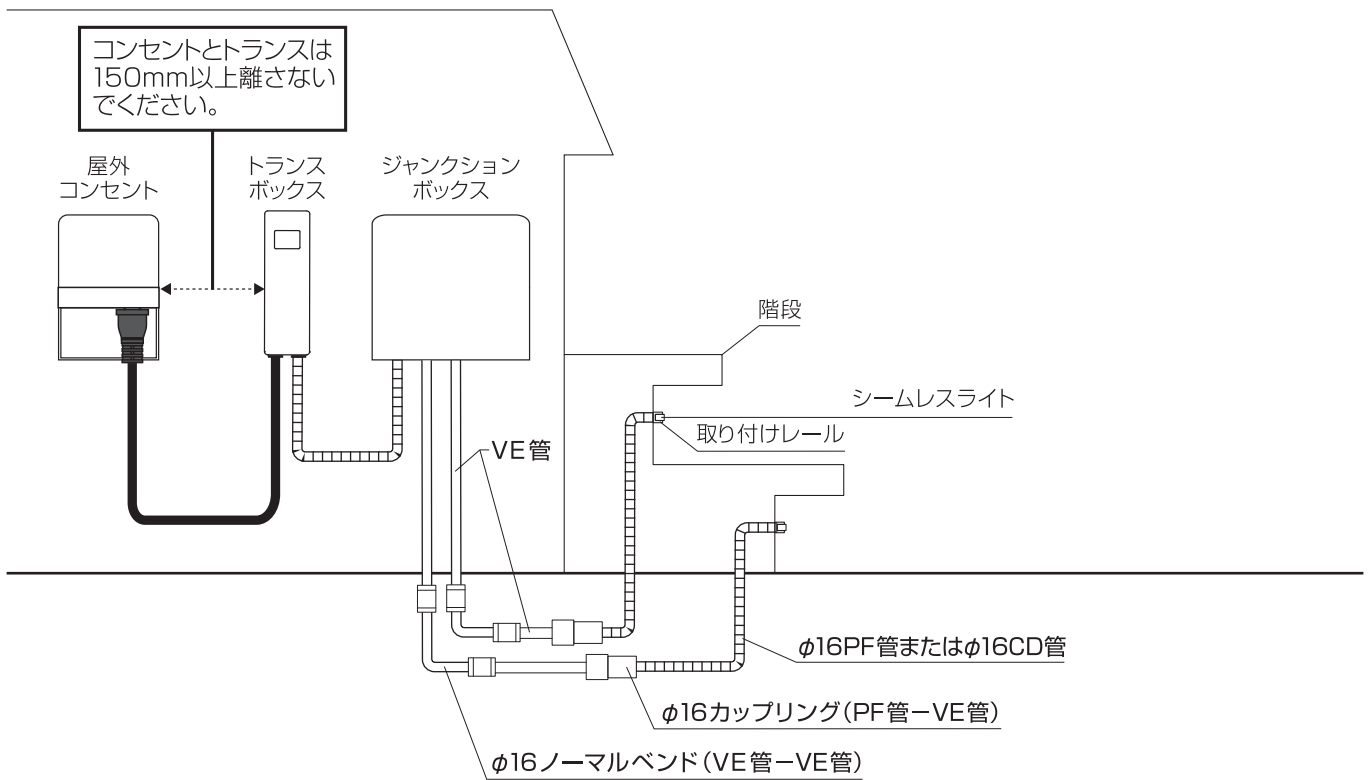 コンセントとトランスは
150mm以上離さない
でください。
屋外
コンセント
トランス
ボックス
ジャンクション
ボックス
階段
シームレスライト
取り付けレール
VE管
φ16PF管またはφ16CD管
φ16カップリング(PF管−VE管)
φ16ノーマルベンド(VE管−VE管)